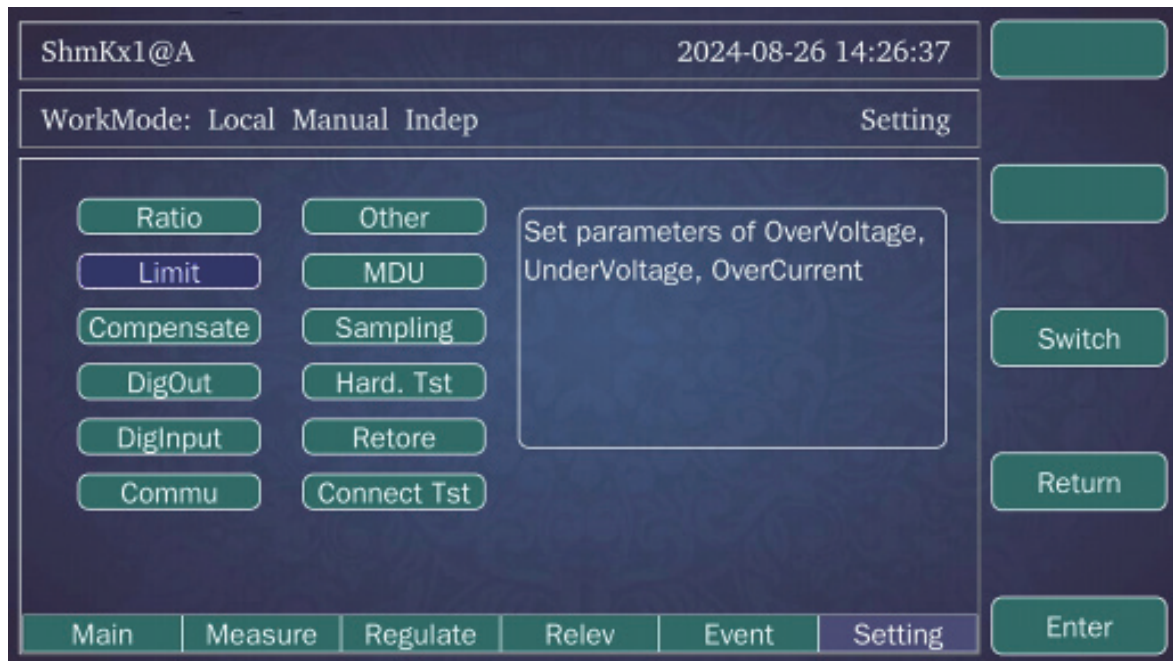 ShmKx1@A 2024-08-26 14:26:37
WorkMode: Local Manual Indep Setting
Ratio Other
Limit MDU
Compensate Sampling
DigOut Hard. Tst
DigInput Retore
Commu Connect Tst
Set parameters of OverVoltage,
UnderVoltage, OverCurrent
Switch
Return
Enter
Main Measure Regulate Relev Event Setting